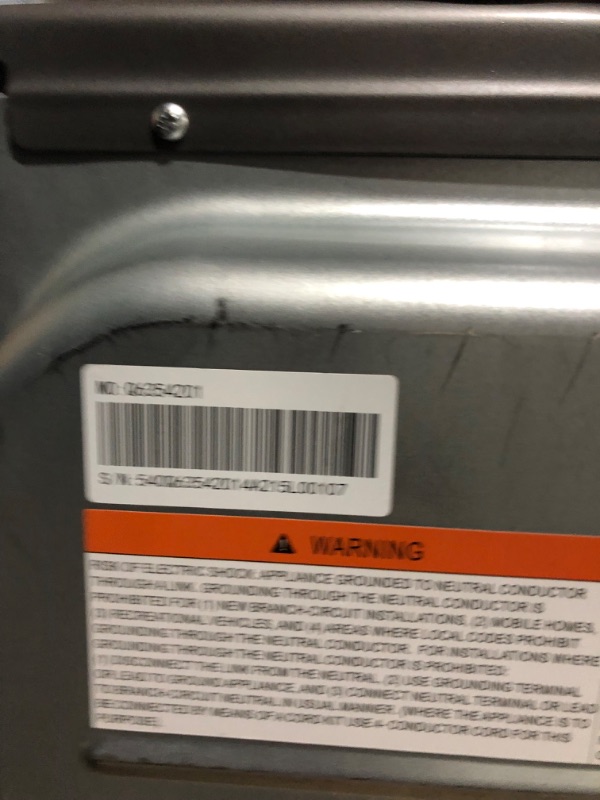 NO: Q6354201
S/N: 540Q63542014A215L00107
WARNING
RISK OF ELECTRIC SHOCK. APPLIANCE GROUNDED TO NEUTRAL CONDUCTOR
THROUGH A LINK. GROUNDING THROUGH THE NEUTRAL CONDUCTOR IS
PROHIBITED FOR (1) NEW BRANCH-CIRCUIT INSTALLATIONS, (2) MOBILE HOMES,
(3) RECREATIONAL VEHICLES, AND (4) AREAS WHERE LOCAL CODES PROHIBIT
GROUNDING THROUGH THE NEUTRAL CONDUCTOR. FOR INSTALLATIONS WHERE
GROUNDING THROUGH THE NEUTRAL CONDUCTOR IS PROHIBITED:
(1) DISCONNECT THE LINK FROM THE NEUTRAL, (2) USE GROUNDING TERMINAL
OR LEAD TO GROUND APPLIANCE, AND (3) CONNECT NEUTRAL TERMINAL OR LEAD
TO BRANCH-CIRCUIT NEUTRAL IN USUAL MANNER. (WHERE THE APPLIANCE IS TO
BE CONNECTED BY MEANS OF A CORD KIT USE 4-CONDUCTOR CORD FOR THIS
PURPOSE).